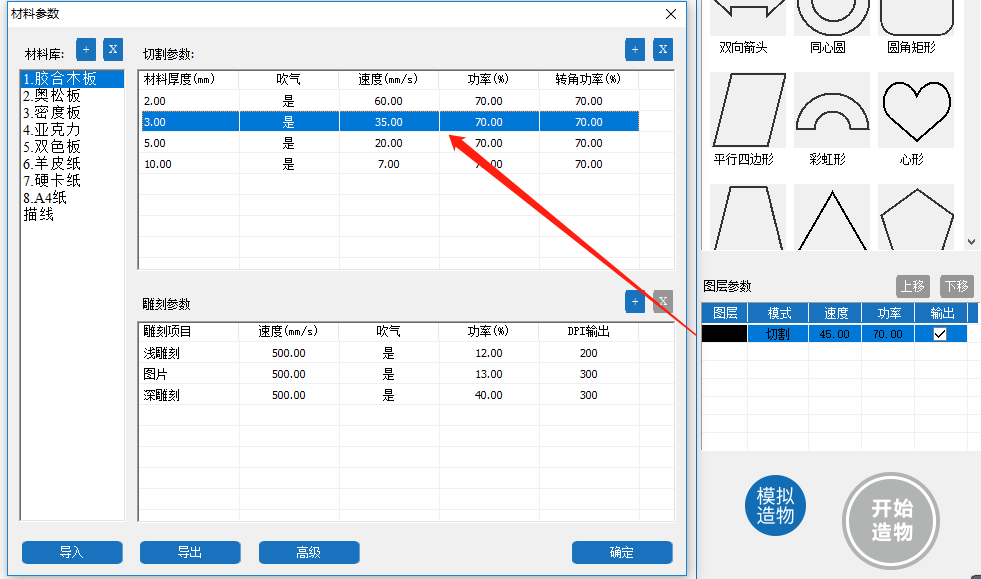 材料参数
材料库: + X
1.胶合木板
2.奥松板
3.密度板
4.亚克力
5.双色板
6.羊皮纸
7.硬卡纸
8.A4纸
描线
切割参数: + X
材料厚度(mm) 吹气 速度(mm/s) 功率(%) 转角功率(%)
2.00 是 60.00 70.00 70.00
3.00 是 35.00 70.00 70.00
5.00 是 20.00 70.00 70.00
10.00 是 7.00 70.00 70.00
雕刻参数 + X
雕刻项目 速度(mm/s) 吹气 功率(%) DPI输出
浅雕刻 500.00 是 12.00 200
图片 500.00 是 13.00 300
深雕刻 500.00 是 40.00 300
导入 导出 高级 确定
双向箭头 同心圆 圆角矩形
平行四边形 彩虹形 心形
图层参数 上移 下移
图层 模式 速度 功率 输出
切割 45.00 70.00
模拟
造物
开始
造物